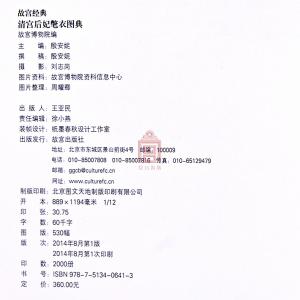 故宫经典
清宫后妃氅衣图典
故宫博物院编
主 编 殷安妮
撰 稿 殷安妮
摄 影 刘志岗
图片资料: 故宫博物院资料信息中心
图片整理: 周耀卿
出 版 人: 王亚民
责任编辑: 徐小燕
装帧设计: 纸墨春秋设计工作室
出版发行: 故宫出版社
地址: 北京市东城区景山前街4号 邮编: 100009
电话: 010-85007808 010-85007816 传真: 010-65129479
邮箱: ggcb@culturefc.cn
制版印刷: 北京图文天地制版印刷有限公司
开 本: 889×1194毫米 1/12
印 张: 30.75
字 数: 60千字
图 版: 530幅
版 次: 2014年8月第1版
2014年8月第1次印刷
印 数: 2000册
书 号: ISBN 978-7-5134-0641-3
定 价: 360.00元